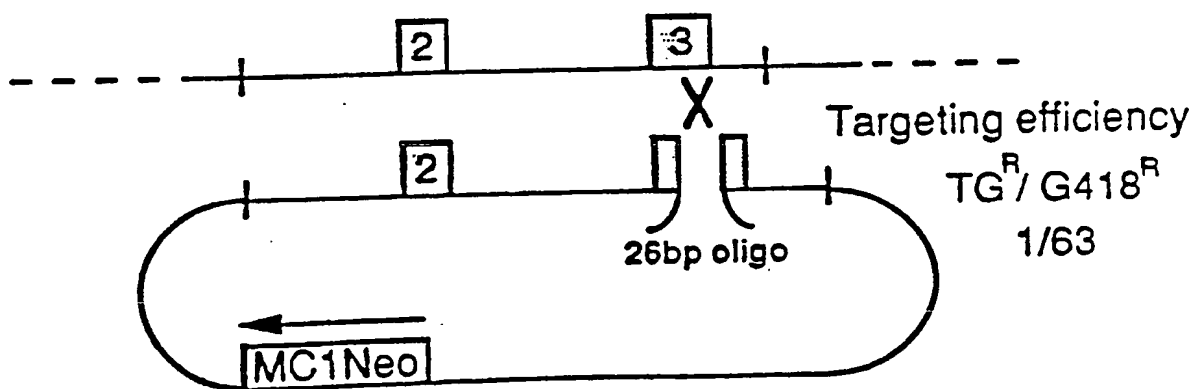 2
3
X
Targeting efficiency
2
TG^R/ G418^R
26bp oligo
1/63
MC1Neo